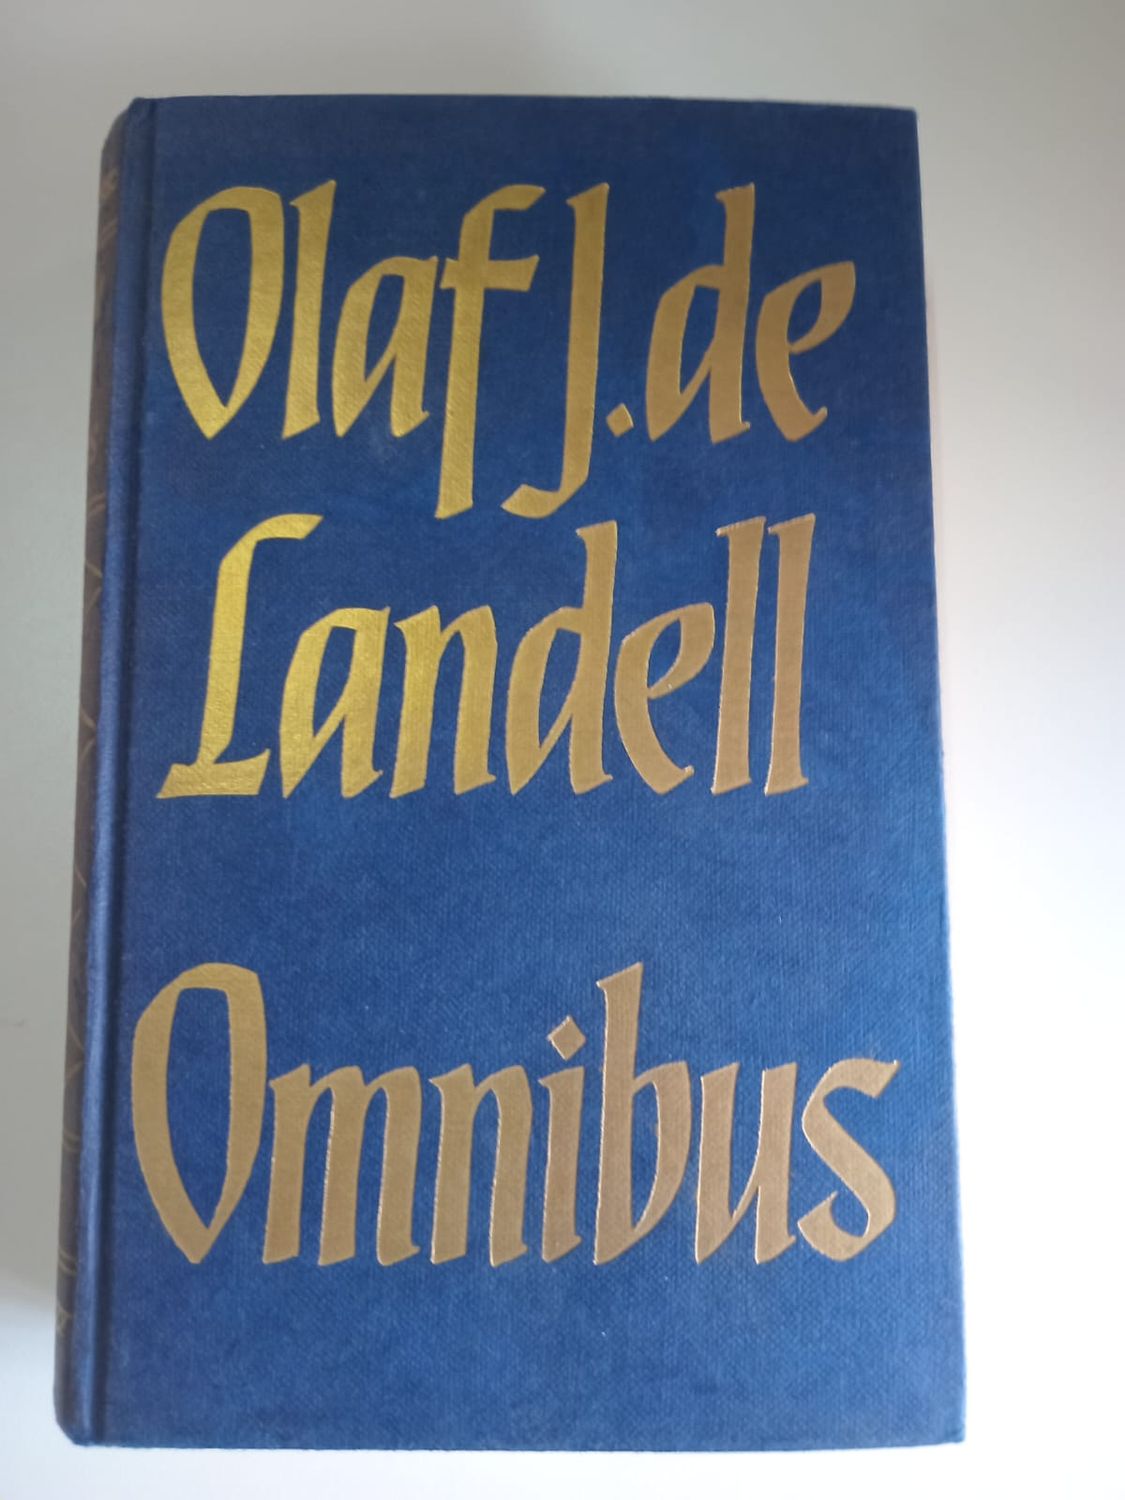 Olaf J. de
Landell
Omnibus